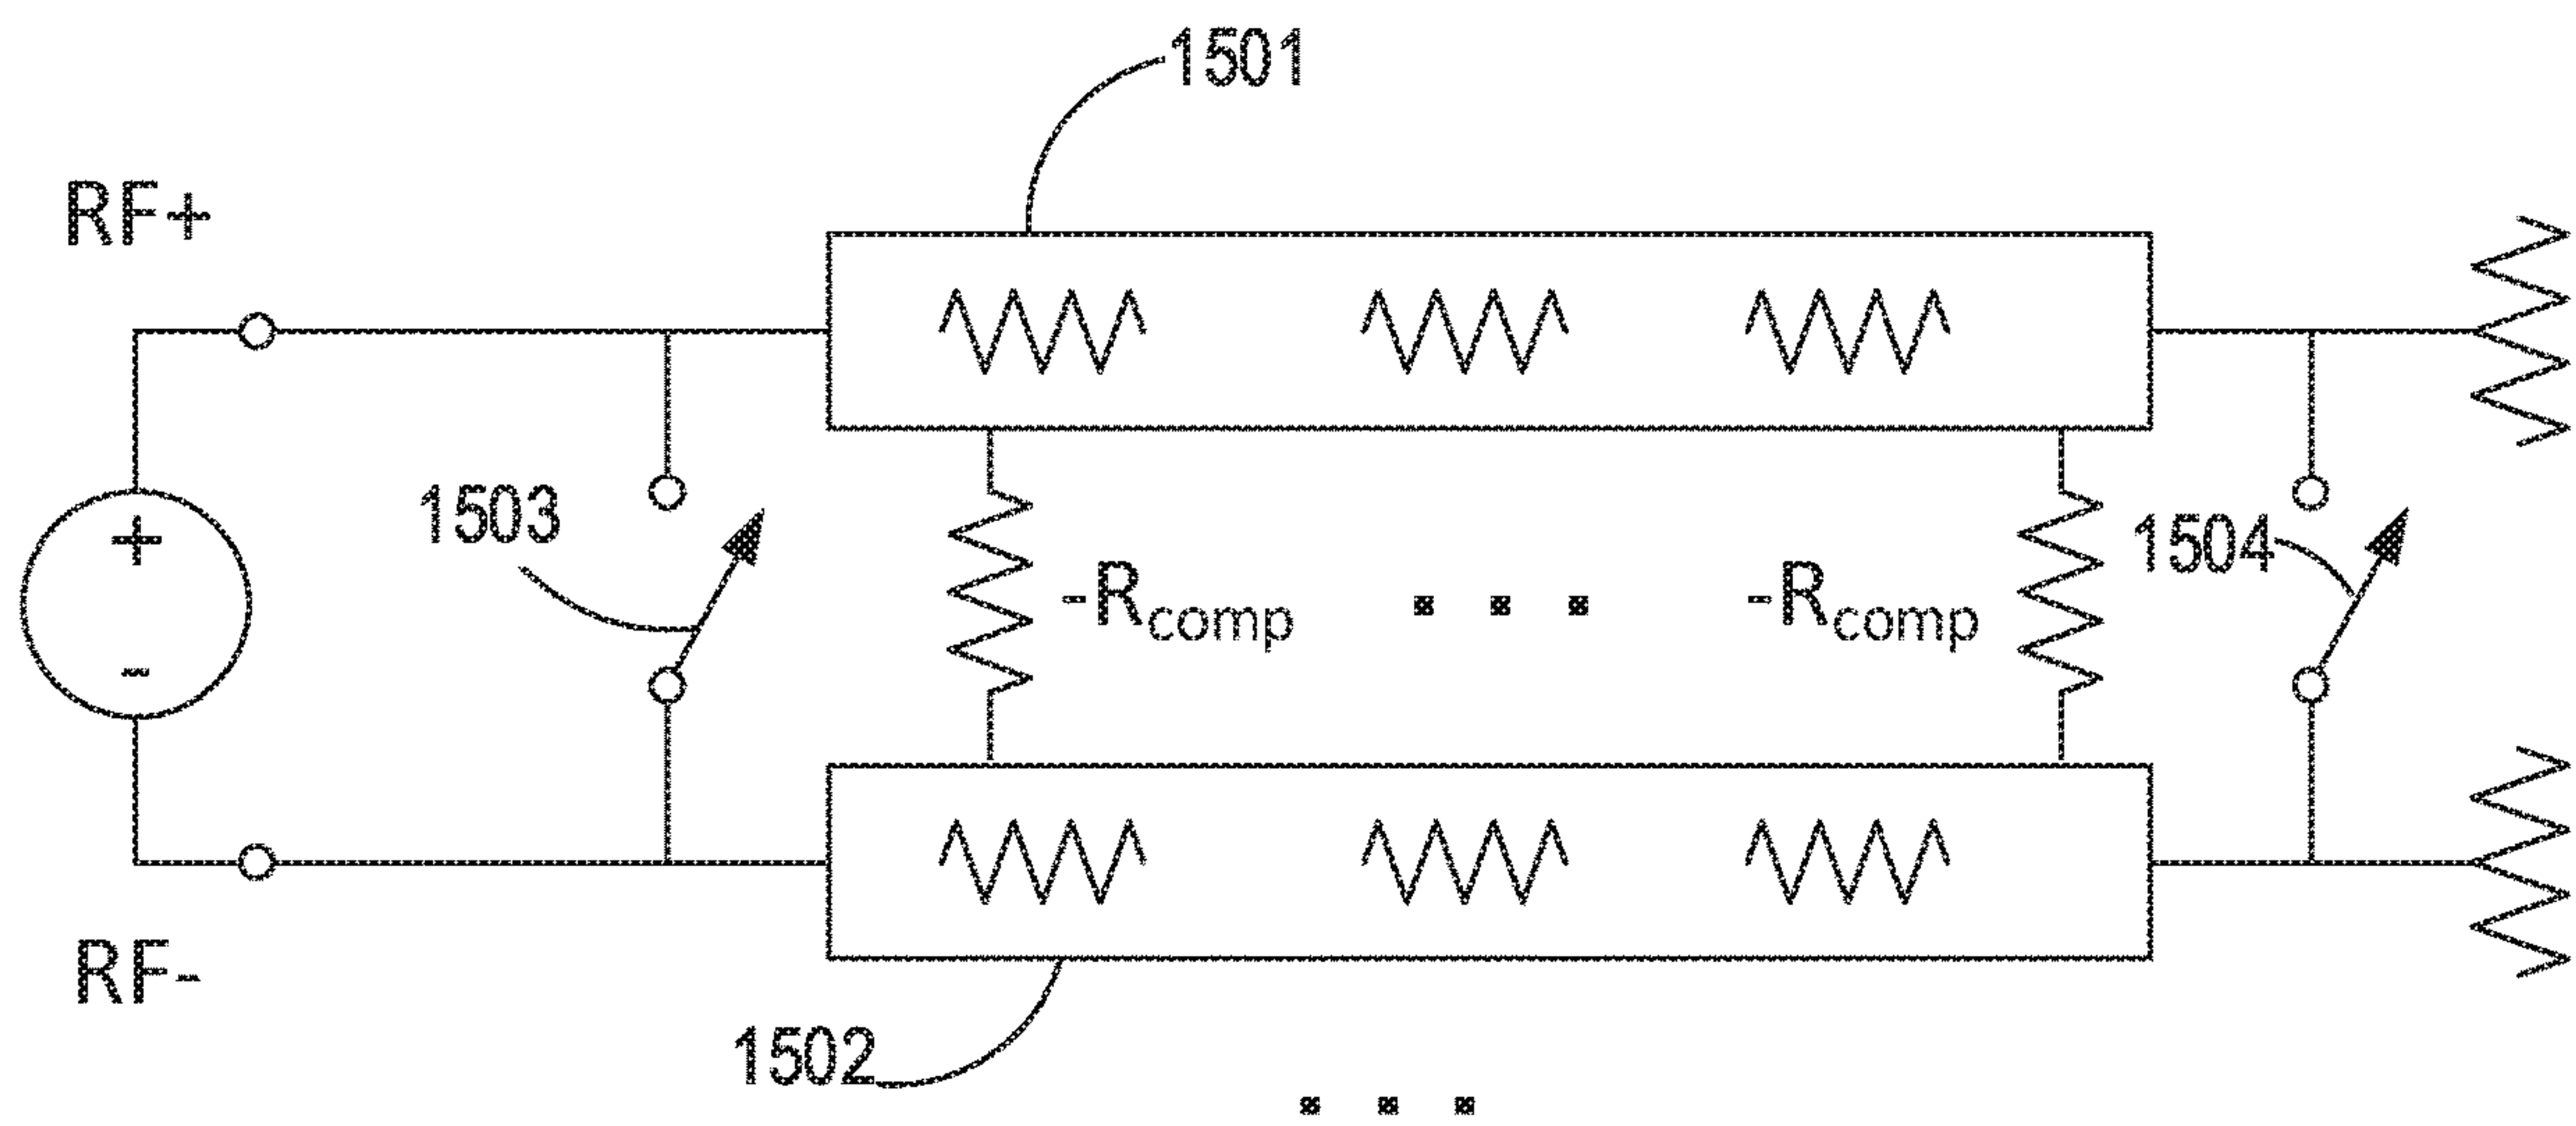 1501
RF+
+
-
1503
-Rcomp
. . .
-Rcomp
1504
RF-
1502
. . .